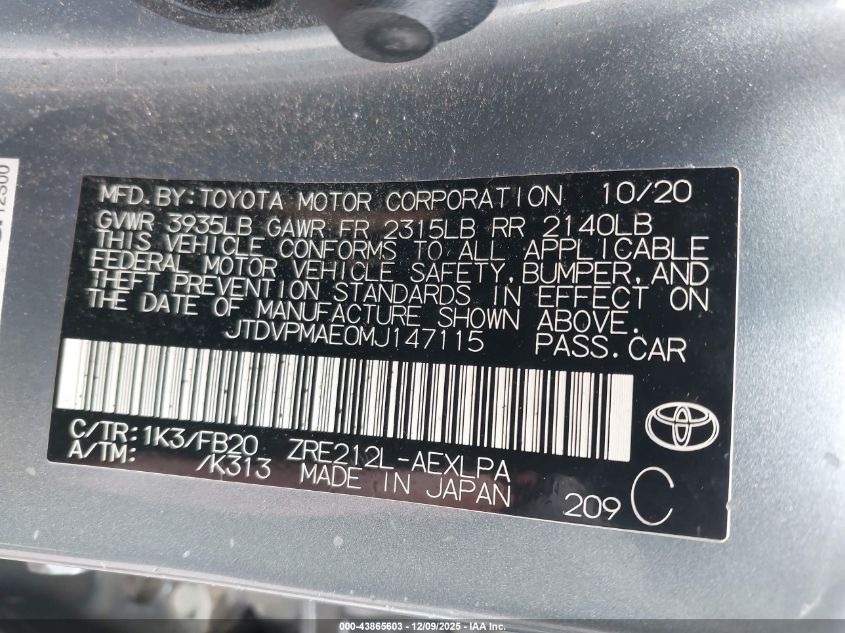 MFD.BY:TOYOTA MOTOR CORPORATION 10/20
GVWR 3935LB GAWR FR 2315LB RR 2140LB
THIS VEHICLE CONFORMS TO ALL APPLICABLE
FEDERAL MOTOR VEHICLE SAFETY, BUMPER, AND
THEFT PREVENTION STANDARDS IN EFFECT ON
THE DATE OF MANUFACTURE SHOWN ABOVE.
JTDVPMAE0MJ147115 PASS.CAR
C/TR:1K3/FB20 ZRE212L-AEXLPA
A/TM: /K313 MADE IN JAPAN 209 C
000-43865603 - 12/09/2025 - IAA Inc.